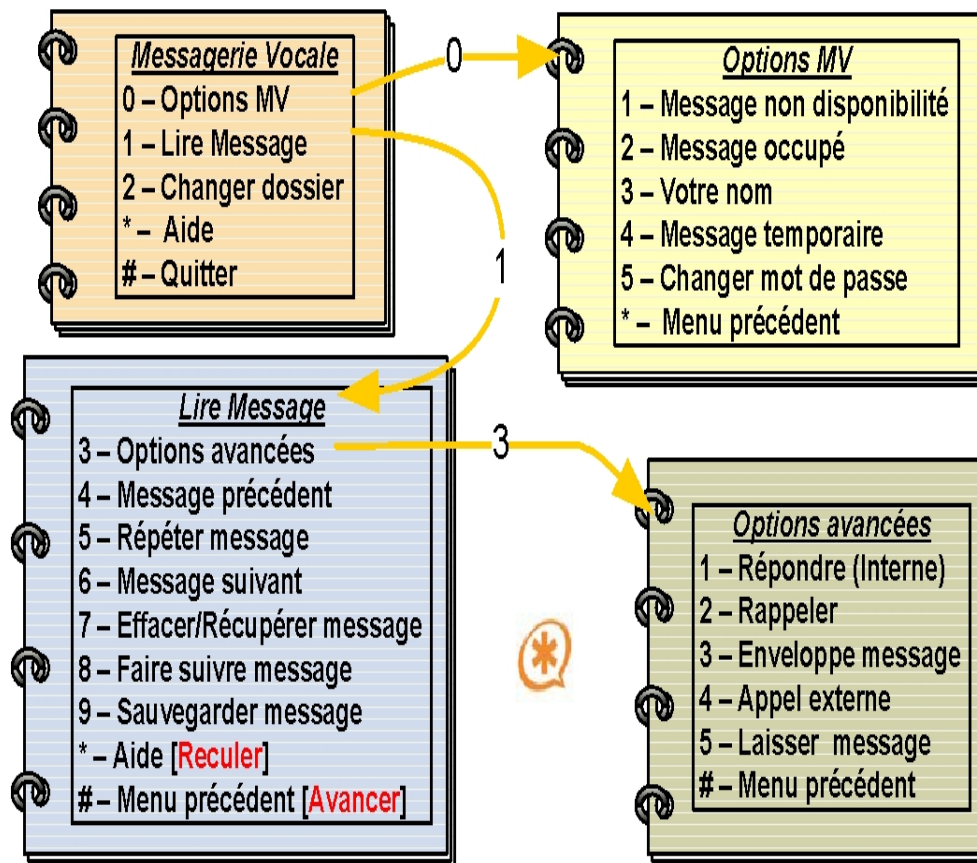 Messagerie Vocale
0 – Options MV
1 – Lire Message
2 – Changer dossier
* – Aide
# – Quitter
0
Options MV
1 – Message non disponibilité
2 – Message occupé
3 – Votre nom
4 – Message temporaire
5 – Changer mot de passe
* – Menu précédent
1
Lire Message
3 – Options avancées
4 – Message précédent
5 – Répéter message
6 – Message suivant
7 – Effacer/Récupérer message
8 – Faire suivre message
9 – Sauvegarder message
* – Aide [Reculer]
# – Menu précédent [Avancer]
3
Options avancées
1 – Répondre (Interne)
2 – Rappeler
3 – Enveloppe message
4 – Appel externe
5 – Laisser message
# – Menu précédent